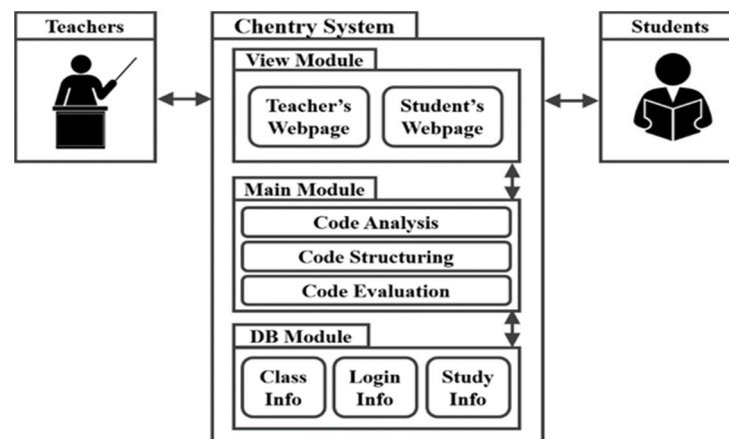 Teachers
Chentry System
Students
View Module
Teacher's
Webpage
Student's
Webpage
Main Module
Code Analysis
Code Structuring
Code Evaluation
DB Module
Class
Info
Login
Info
Study
Info